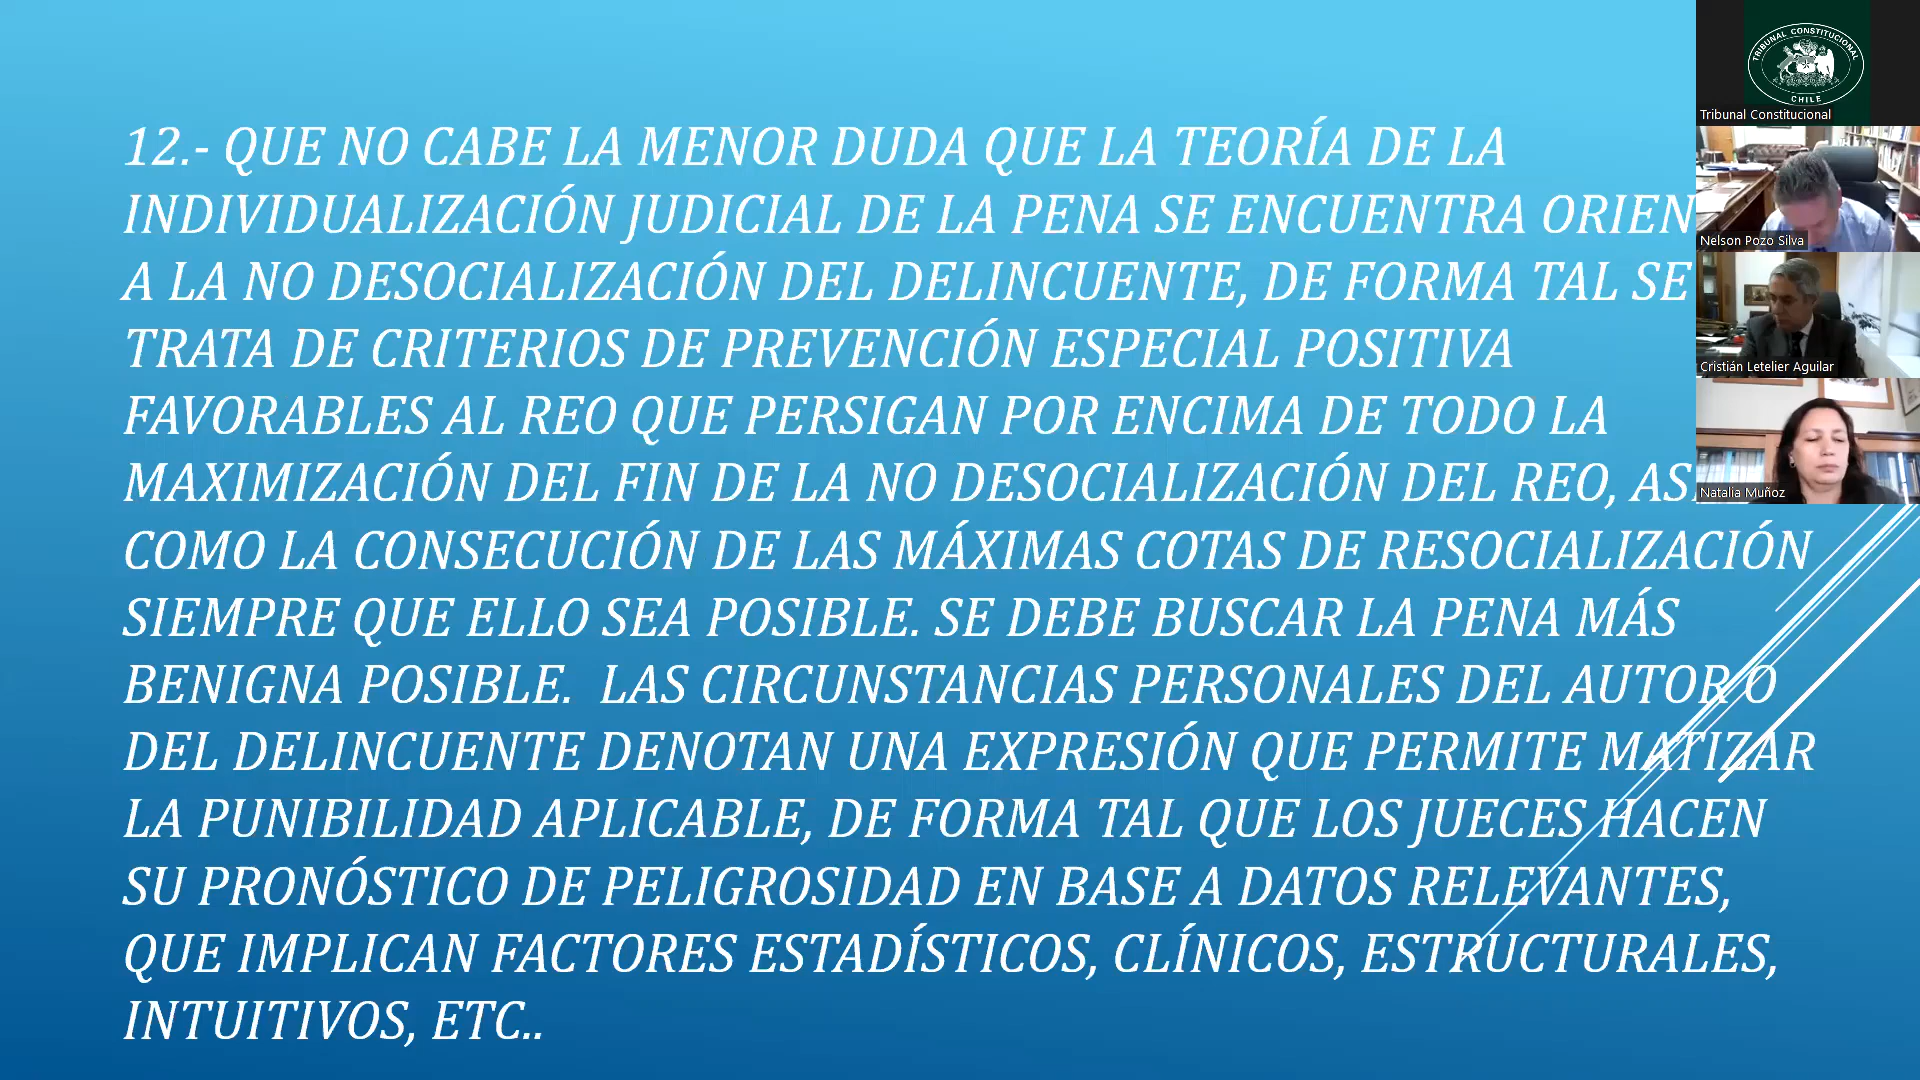 12.- QUE NO CABE LA MENOR DUDA QUE LA TEORÍA DE LA
INDIVIDUALIZACIÓN JUDICIAL DE LA PENA SE ENCUENTRA ORIEN
A LA NO DESOCIALIZACIÓN DEL DELINCUENTE, DE FORMA TAL SE
TRATA DE CRITERIOS DE PREVENCIÓN ESPECIAL POSITIVA
FAVORABLES AL REO QUE PERSIGAN POR ENCIMA DE TODO LA
MAXIMIZACIÓN DEL FIN DE LA NO DESOCIALIZACIÓN DEL REO, AS
COMO LA CONSECUCIÓN DE LAS MÁXIMAS COTAS DE RESOCIALIZACIÓN
SIEMPRE QUE ELLO SEA POSIBLE. SE DEBE BUSCAR LA PENA MÁS
BENIGNA POSIBLE.  LAS CIRCUNSTANCIAS PERSONALES DEL AUTOR O
DEL DELINCUENTE DENOTAN UNA EXPRESIÓN QUE PERMITE MATIZAR
LA PUNIBILIDAD APLICABLE, DE FORMA TAL QUE LOS JUECES HACEN
SU PRONÓSTICO DE PELIGROSIDAD EN BASE A DATOS RELEVANTES,
QUE IMPLICAN FACTORES ESTADÍSTICOS, CLÍNICOS, ESTRUCTURALES,
INTUITIVOS, ETC..
TRIBUNAL CONSTITUCIONAL
CHILE
Tribunal Constitucional
Nelson Pozo Silva
Cristián Letelier Aguilar
Natalia Muñoz